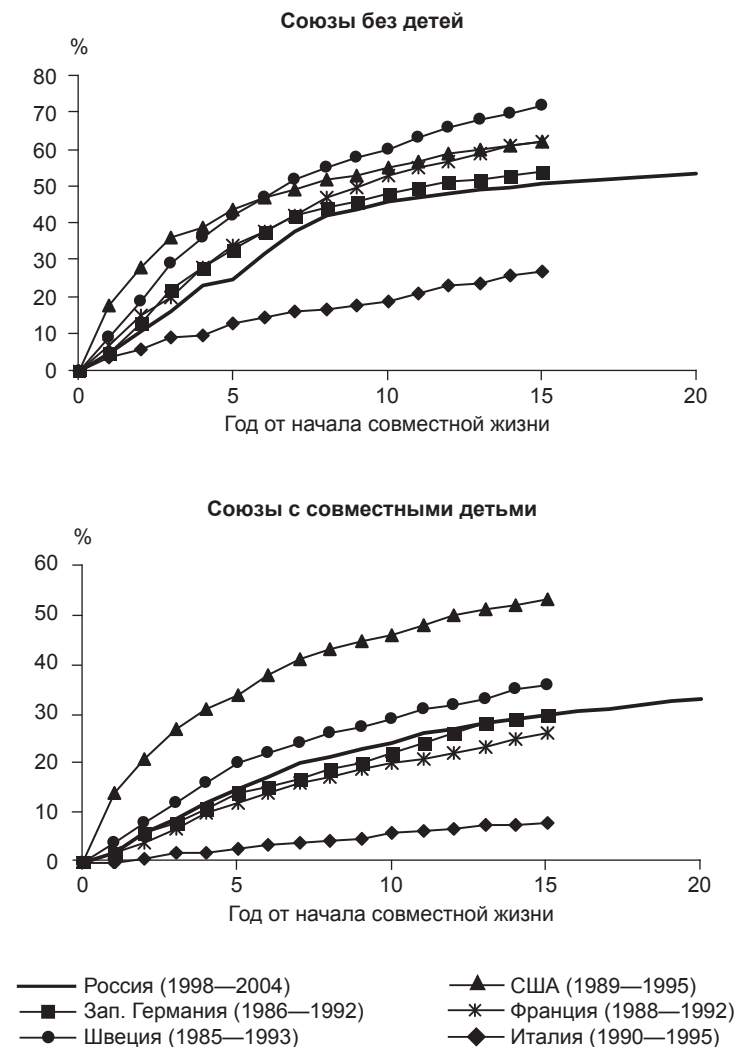 Союзы без детей
%
80
70
60
50
40
30
20
10
0
0 5 10 15 20
Год от начала совместной жизни
Союзы с совместными детьми
%
60
50
40
30
20
10
0
0 5 10 15 20
Год от начала совместной жизни
Россия (1998—2004) США (1989—1995)
Зап. Германия (1986—1992) Франция (1988—1992)
Швеция (1985—1993) Италия (1990—1995)